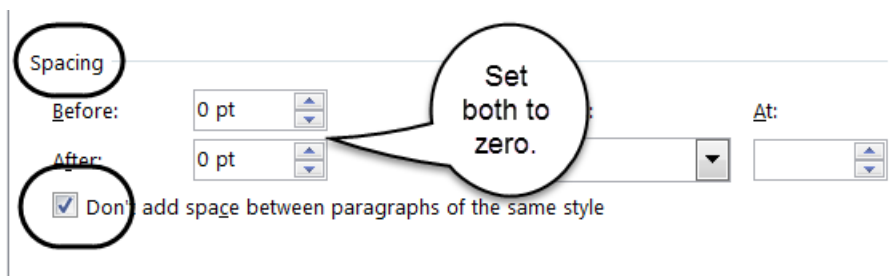 Spacing
Set
both to
zero.
Before: 0 pt : At:
After: 0 pt
Don't add space between paragraphs of the same style